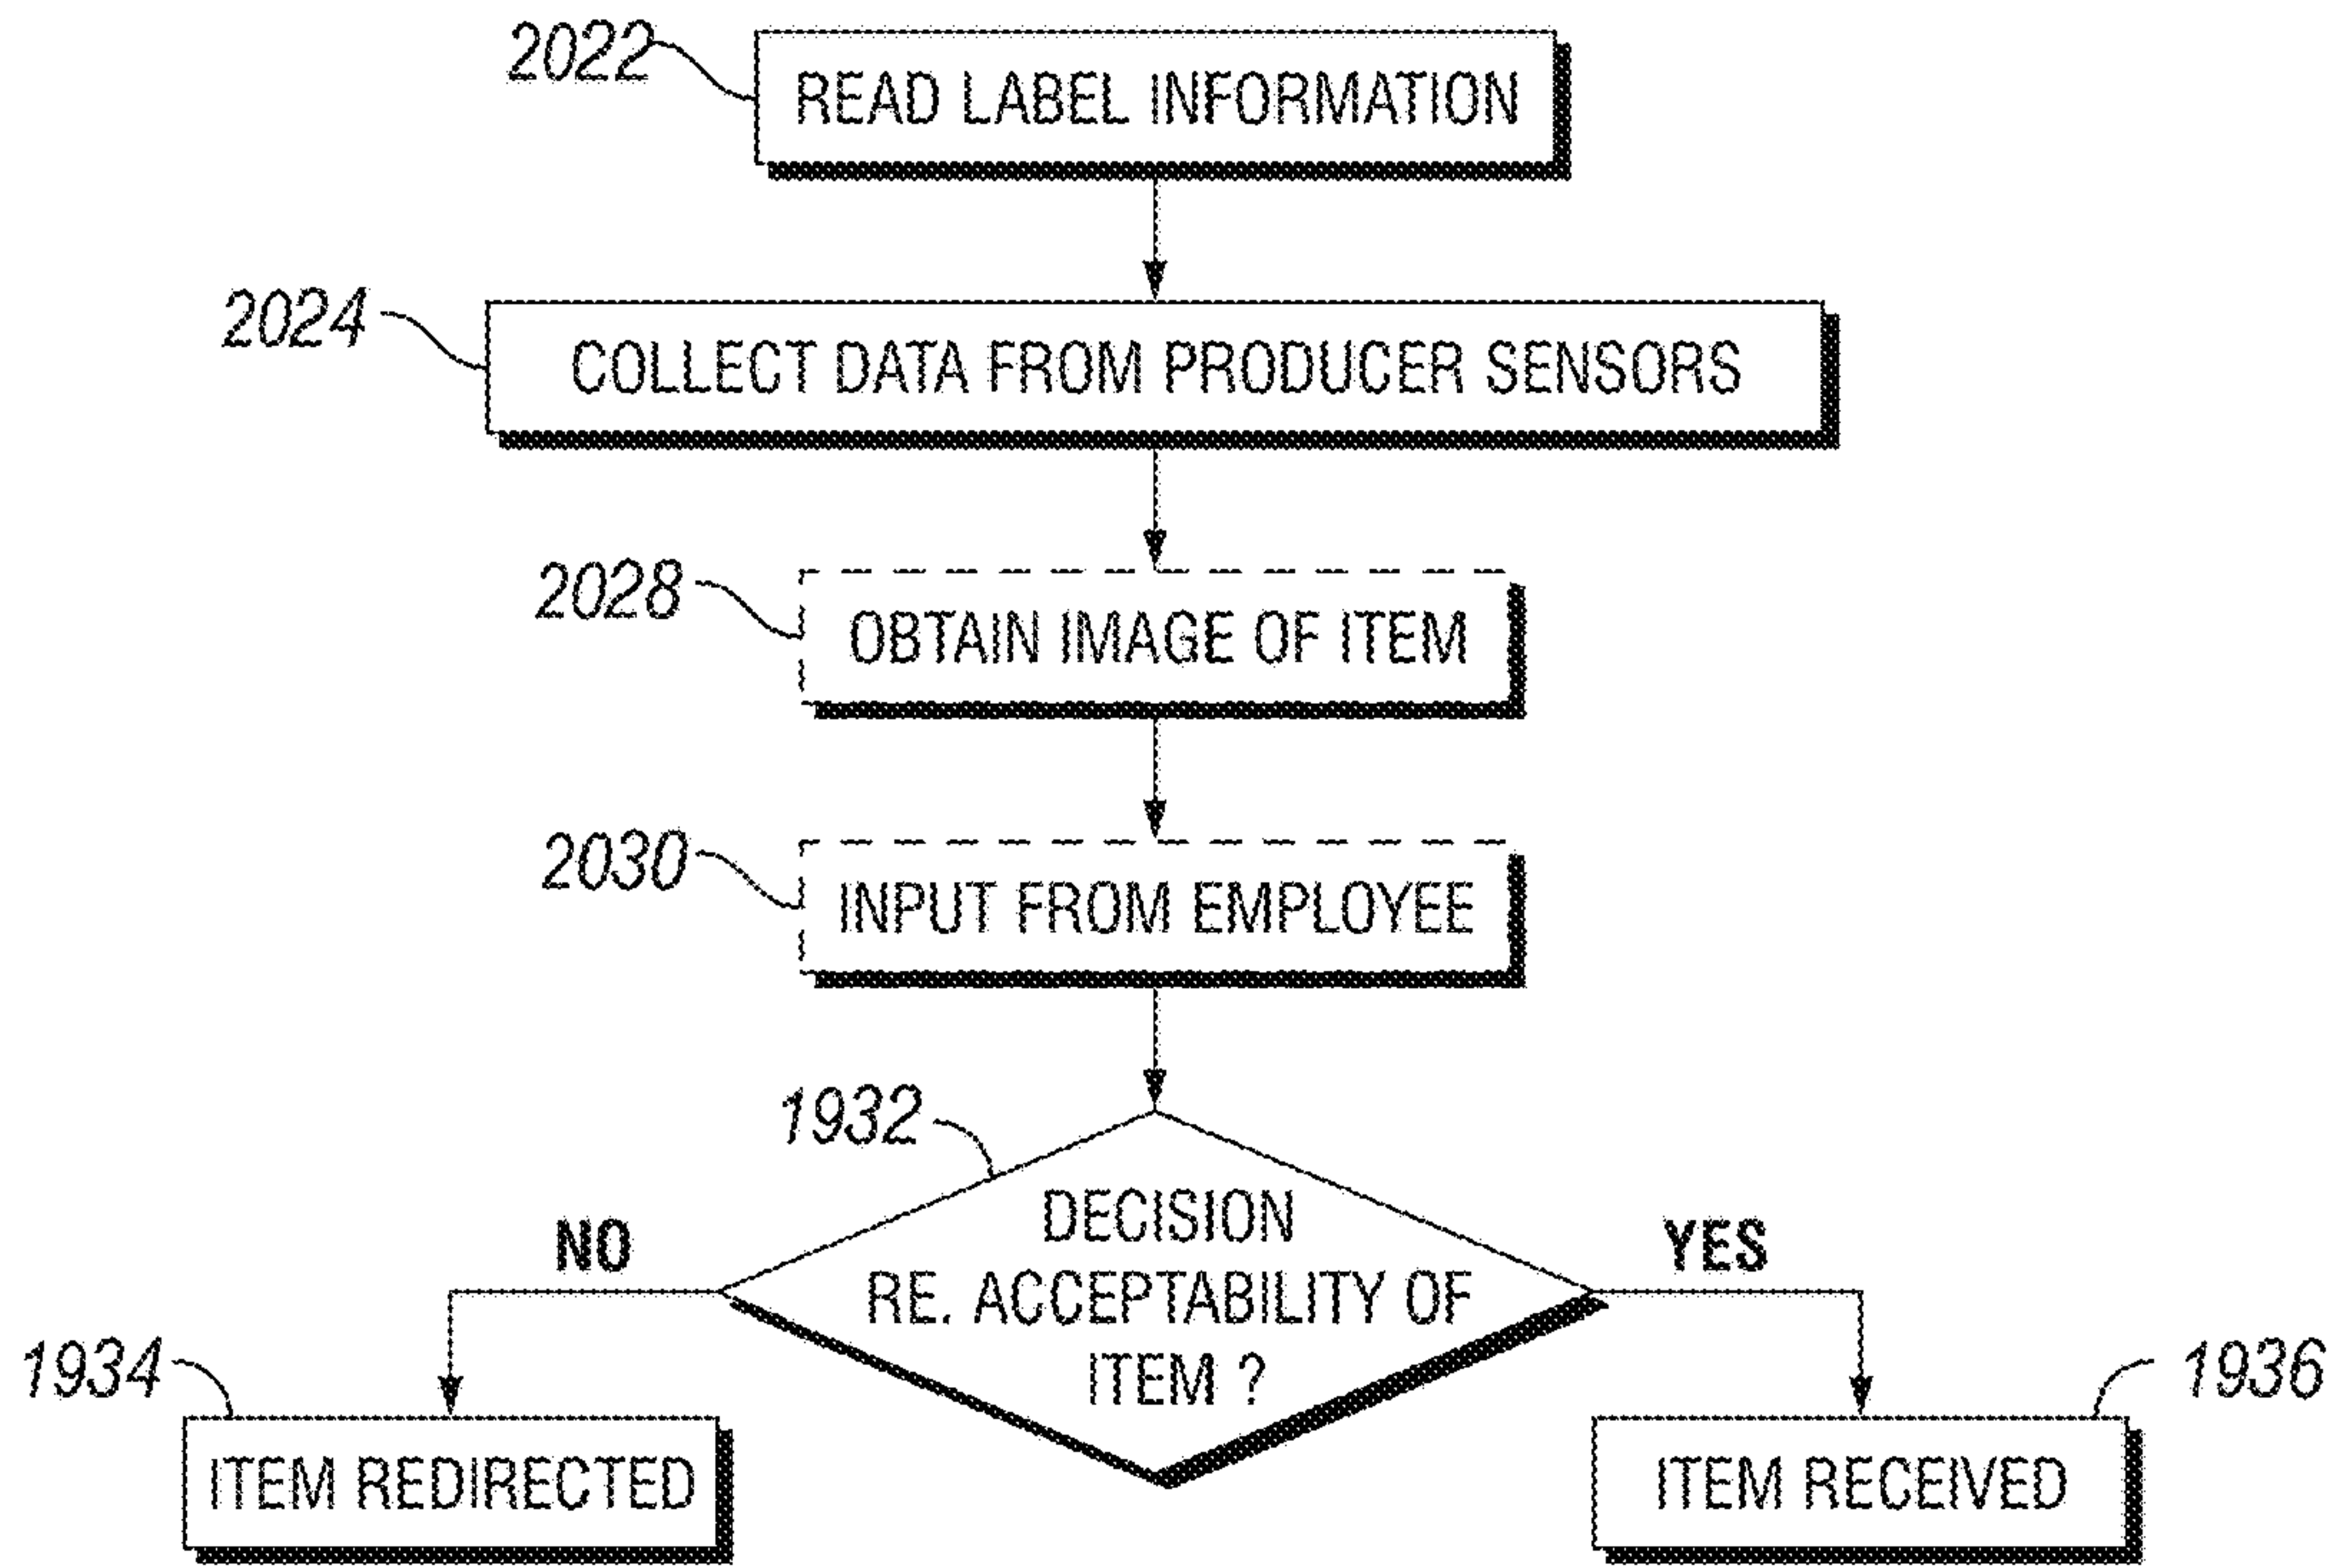 2022
READ LABEL INFORMATION
2024
COLLECT DATA FROM PRODUCER SENSORS
2028
OBTAIN IMAGE OF ITEM
2030
INPUT FROM EMPLOYEE
1932
DECISION
RE. ACCEPTABILITY OF
ITEM ?
NO
YES
1934
ITEM REDIRECTED
1936
ITEM RECEIVED